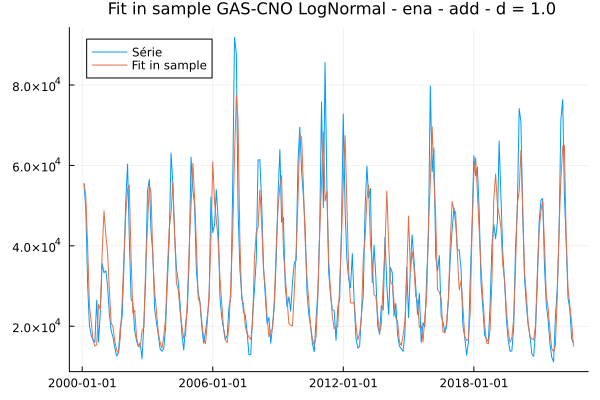 Fit in sample GAS-CNO LogNormal - ena - add - d = 1.0
Série
Fit in sample
8.0×10⁴
6.0×10⁴
4.0×10⁴
2.0×10⁴
2000-01-01 2006-01-01 2012-01-01 2018-01-01